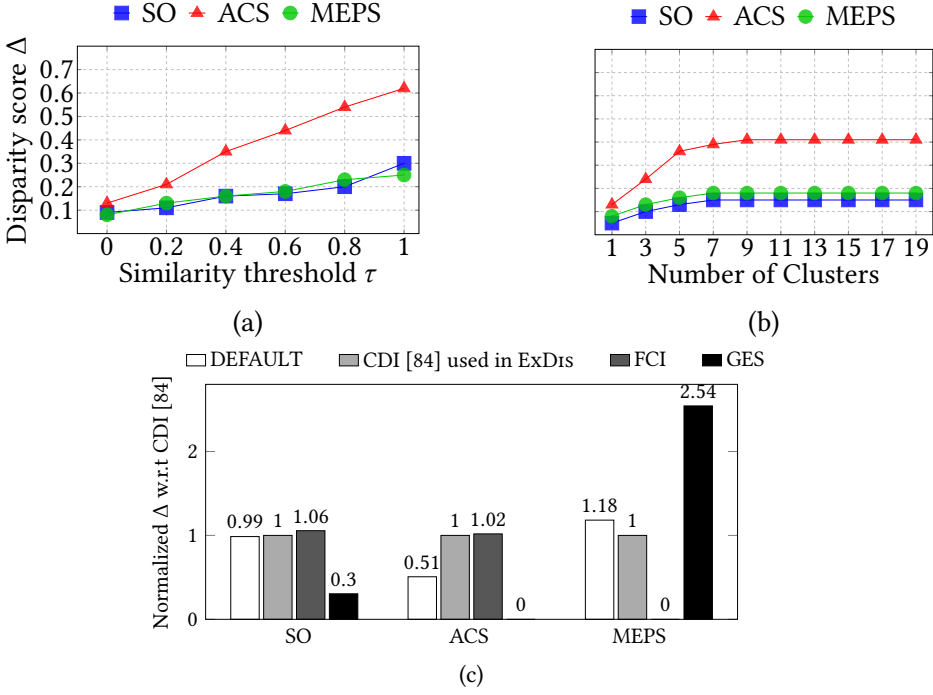 SO ACS MEPS
Disparity score Δ
0.7
0.6
0.5
0.4
0.3
0.2
0.1
0 0.2 0.4 0.6 0.8 1
Similarity threshold τ
(a)
SO ACS MEPS
1 3 5 7 9 11 13 15 17 19
Number of Clusters
(b)
DEFAULT CDI [84] used in ExDis FCI GES
Normalized Δ w.r.t CDI [84]
2
1
0
0.99 1 1.06 0.3
0.51 1 1.02 0
1.18 1 0 2.54
SO ACS MEPS
(c)